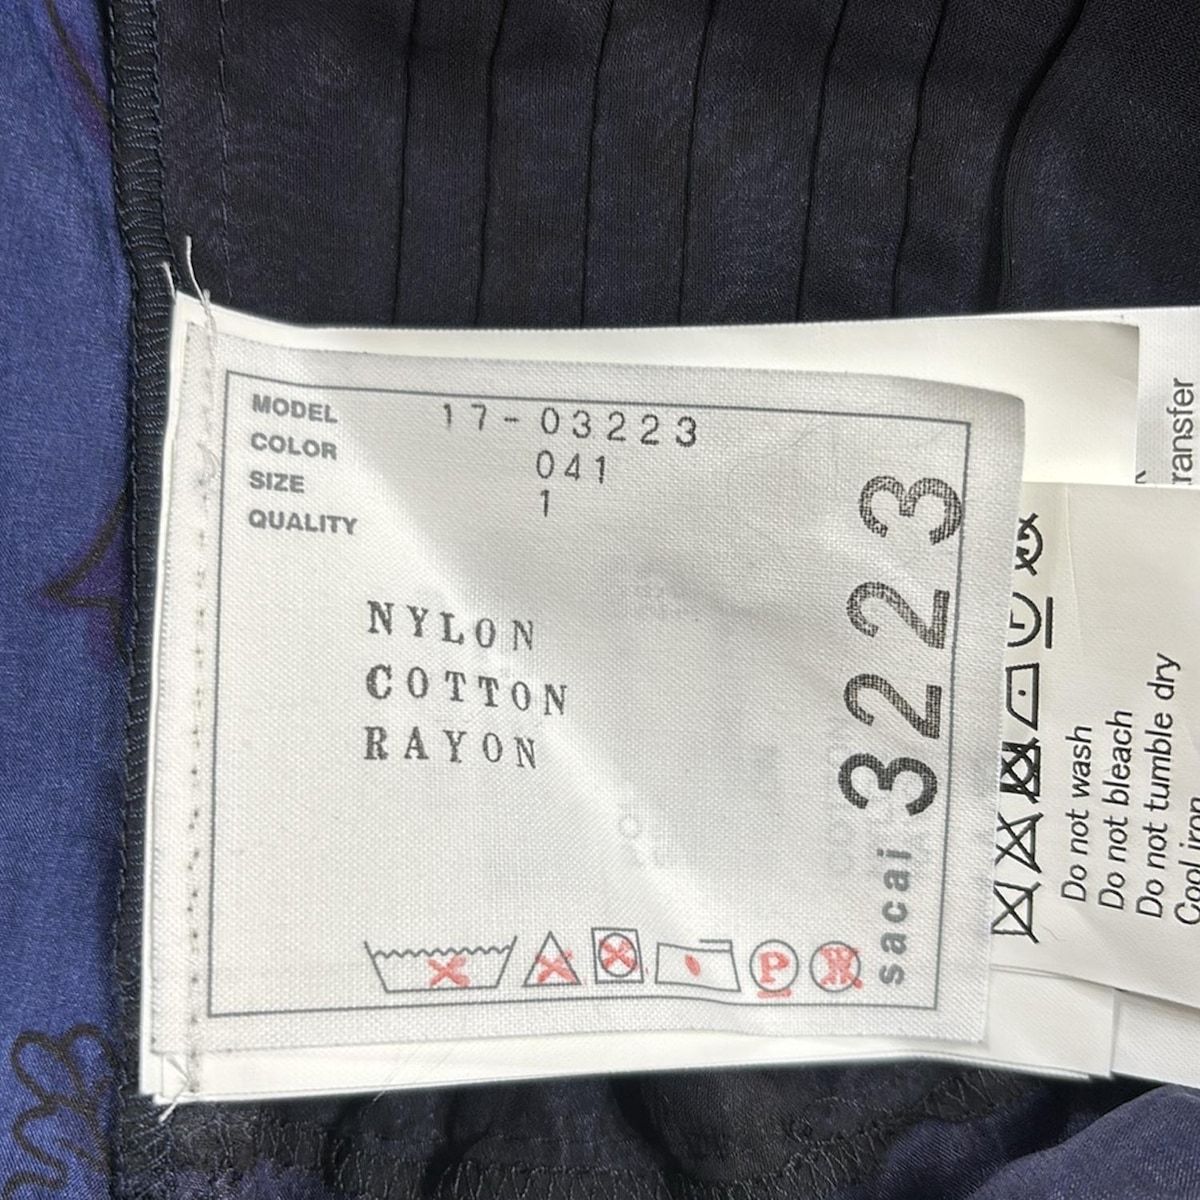 MODEL 17-03223
COLOR 041
SIZE 1
QUALITY
NYLON
COTTON
RAYON
P
sacai 3223
ransfer
Do not wash
Do not bleach
Do not tumble dry
Cool iron